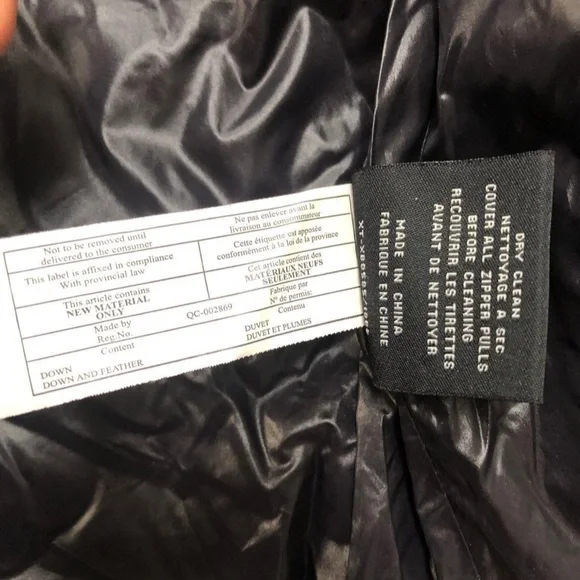 Not to be removed until
delivered to the consumer
Ne pas enlever avant la
livraison au consommateur
This label is affixed in compliance
With provincial law
Cette étiquette est apposée
conformément à la loi de la province
This article contains
NEW MATERIAL
ONLY
Cet article contient des
MATÉRIAUX NEUFS
SEULEMENT
Made by
Reg.No.
QC-002869
Fabrique par
N° de permis:
Content
Contenu
DOWN
DOWN AND FEATHER
DUVET
DUVET ET PLUMES
DRY CLEAN
NETTOYAGE A SEC
COVER ALL ZIPPER PULLS
BEFORE CLEANING
RECOUVRIR LES TIRETTES
AVANT DE NETTOYER
MADE IN CHINA
FABRIQUE EN CHINE